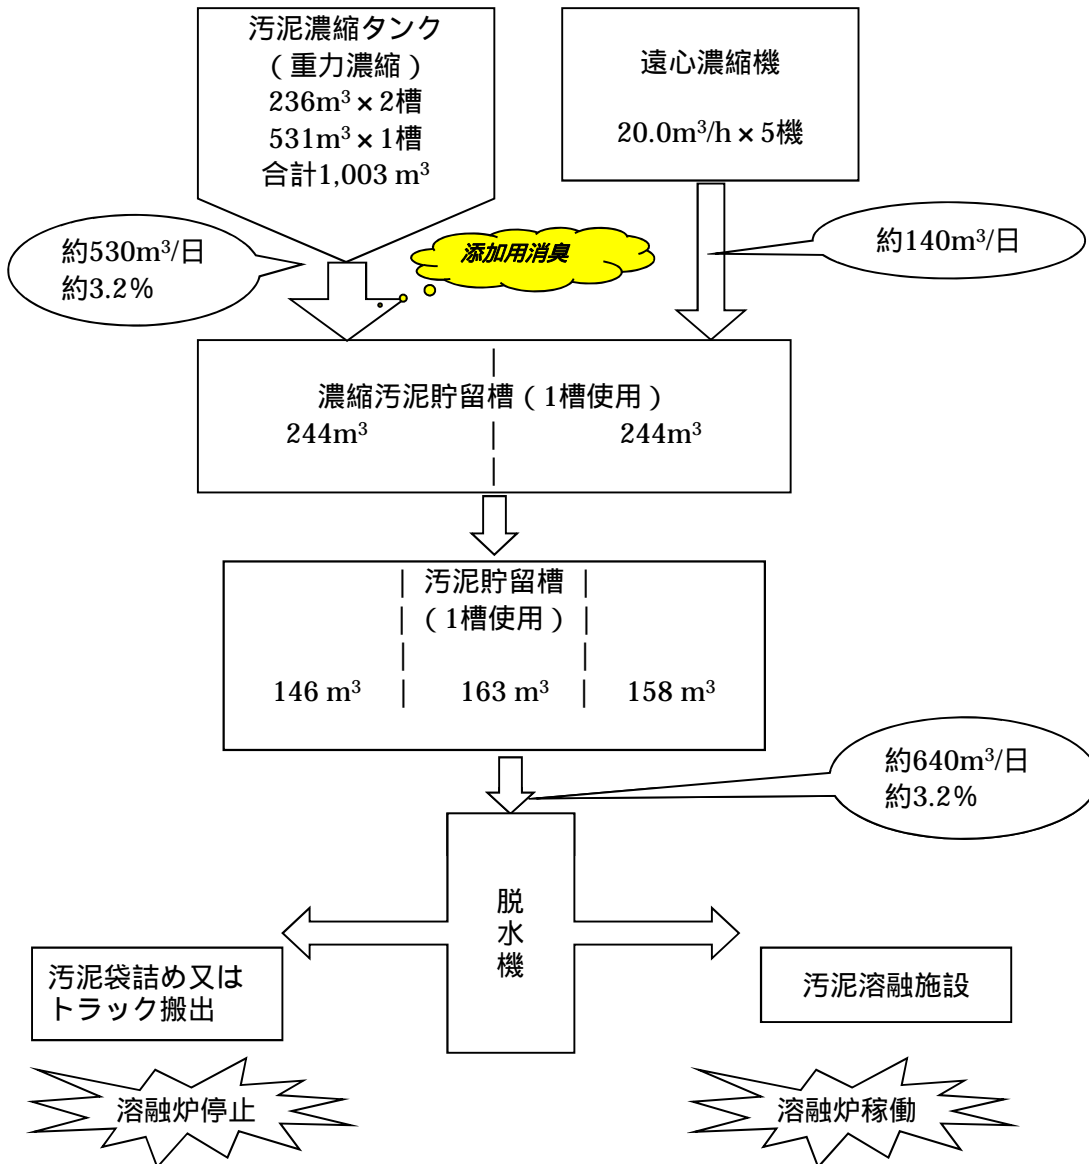 汚泥濃縮タンク
(重力濃縮)
236m³×2槽
531m³×1槽
合計1,003 m³
遠心濃縮機
20.0m³/h×5機
約530m³/日
約3.2%
添加用消臭
約140m³/日
濃縮汚泥貯留槽(1槽使用)
244m³ 244m³
汚泥貯留槽
(1槽使用)
146 m³ 163 m³ 158 m³
約640m³/日
約3.2%
脱
水
機
汚泥袋詰め又は
トラック搬出
汚泥溶融施設
溶融炉停止
溶融炉稼働